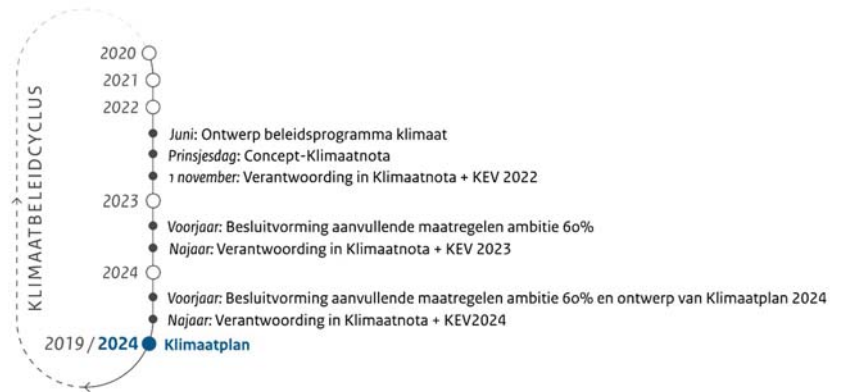 KLIMAATBELEIDCYCLUS
2020
2021
2022
Juni: Ontwerp beleidsprogramma klimaat
Prinsjesdag: Concept-Klimaatnota
1 november: Verantwoording in Klimaatnota + KEV 2022
2023
Voorjaar: Besluitvorming aanvullende maatregelen ambitie 60%
Najaar: Verantwoording in Klimaatnota + KEV 2023
2024
Voorjaar: Besluitvorming aanvullende maatregelen ambitie 60% en ontwerp van Klimaatplan 2024
Najaar: Verantwoording in Klimaatnota + KEV2024
2019 / 2024 Klimaatplan